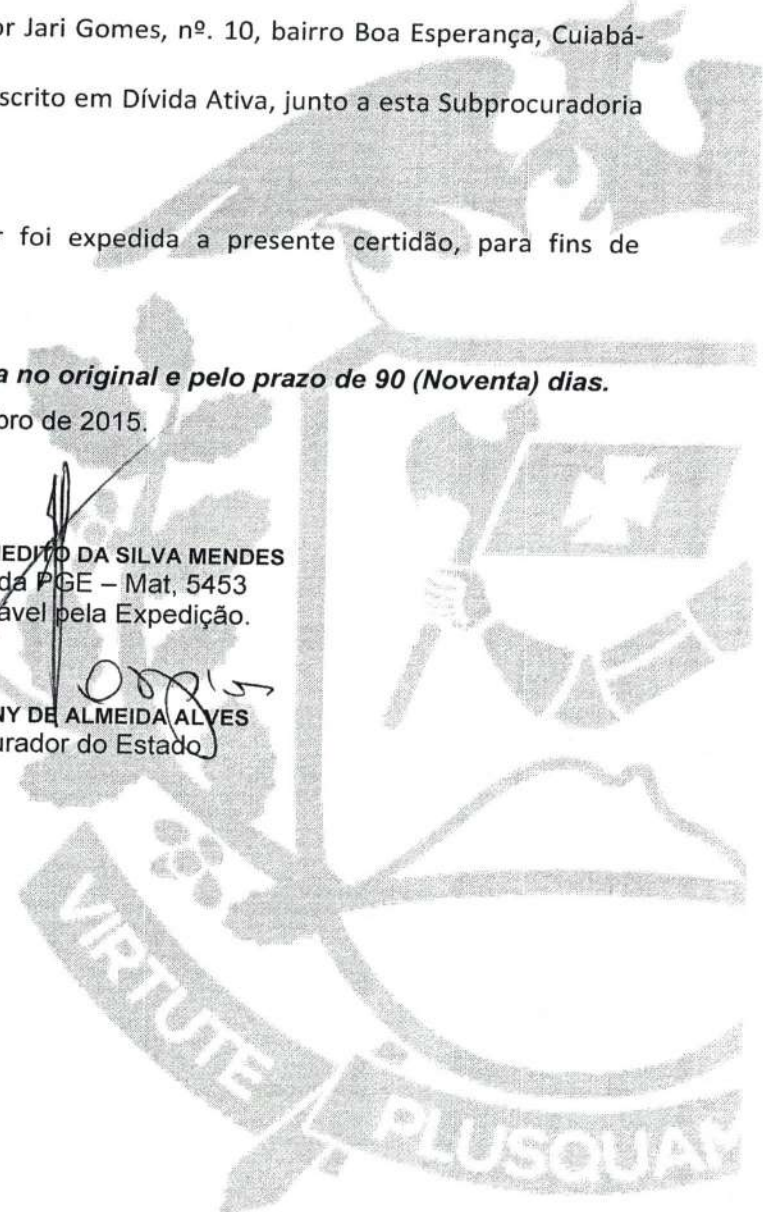 or Jari Gomes, nº. 10, bairro Boa Esperança, Cuiabá-
scrito em Dívida Ativa, junto a esta Subprocuradoria
foi expedida a presente certidão, para fins de
a no original e pelo prazo de 90 (Noventa) dias.
bro de 2015.
EDITO DA SILVA MENDES
da PGE – Mat, 5453
ável pela Expedição.
NY DE ALMEIDA ALVES
urador do Estado
VIRTUTE
PLUSQUAM